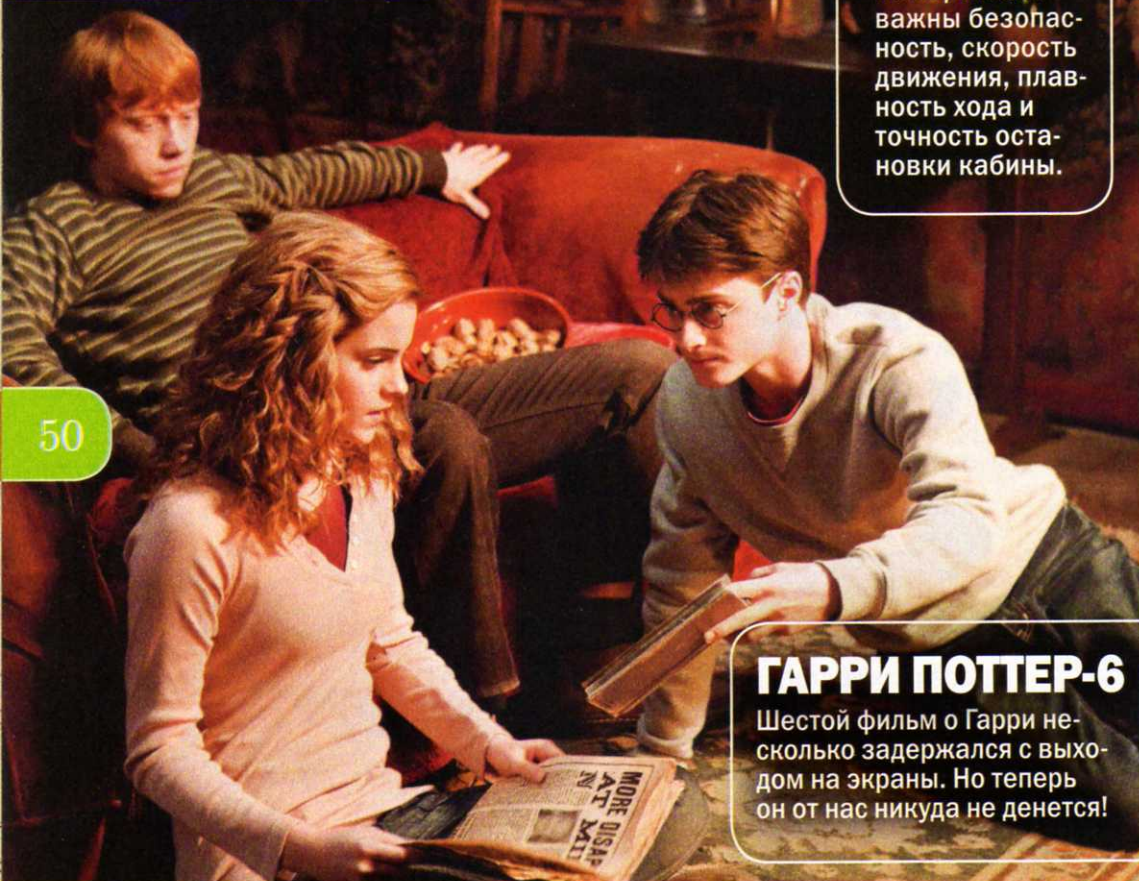 важны безопас-
ность, скорость
движения, плав-
ность хода и
точность оста-
новки кабины.
50
ГАРРИ ПОТТЕР-6
Шестой фильм о Гарри не-
сколько задержался с выхо-
дом на экраны. Но теперь
он от нас никуда не денется!
MORE DISAP
AT MI
N